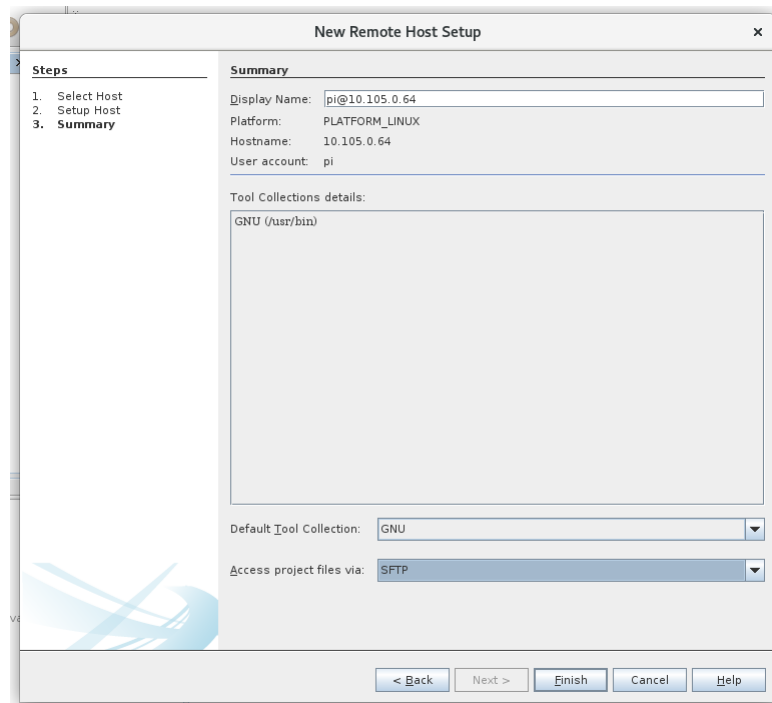 New Remote Host Setup
Steps
1. Select Host
2. Setup Host
3. Summary
Summary
Display Name: pi@10.105.0.64
Platform: PLATFORM_LINUX
Hostname: 10.105.0.64
User account: pi
Tool Collections details:
GNU (/usr/bin)
Default Tool Collection: GNU
Access project files via: SFTP
< Back
Next >
Finish
Cancel
Help